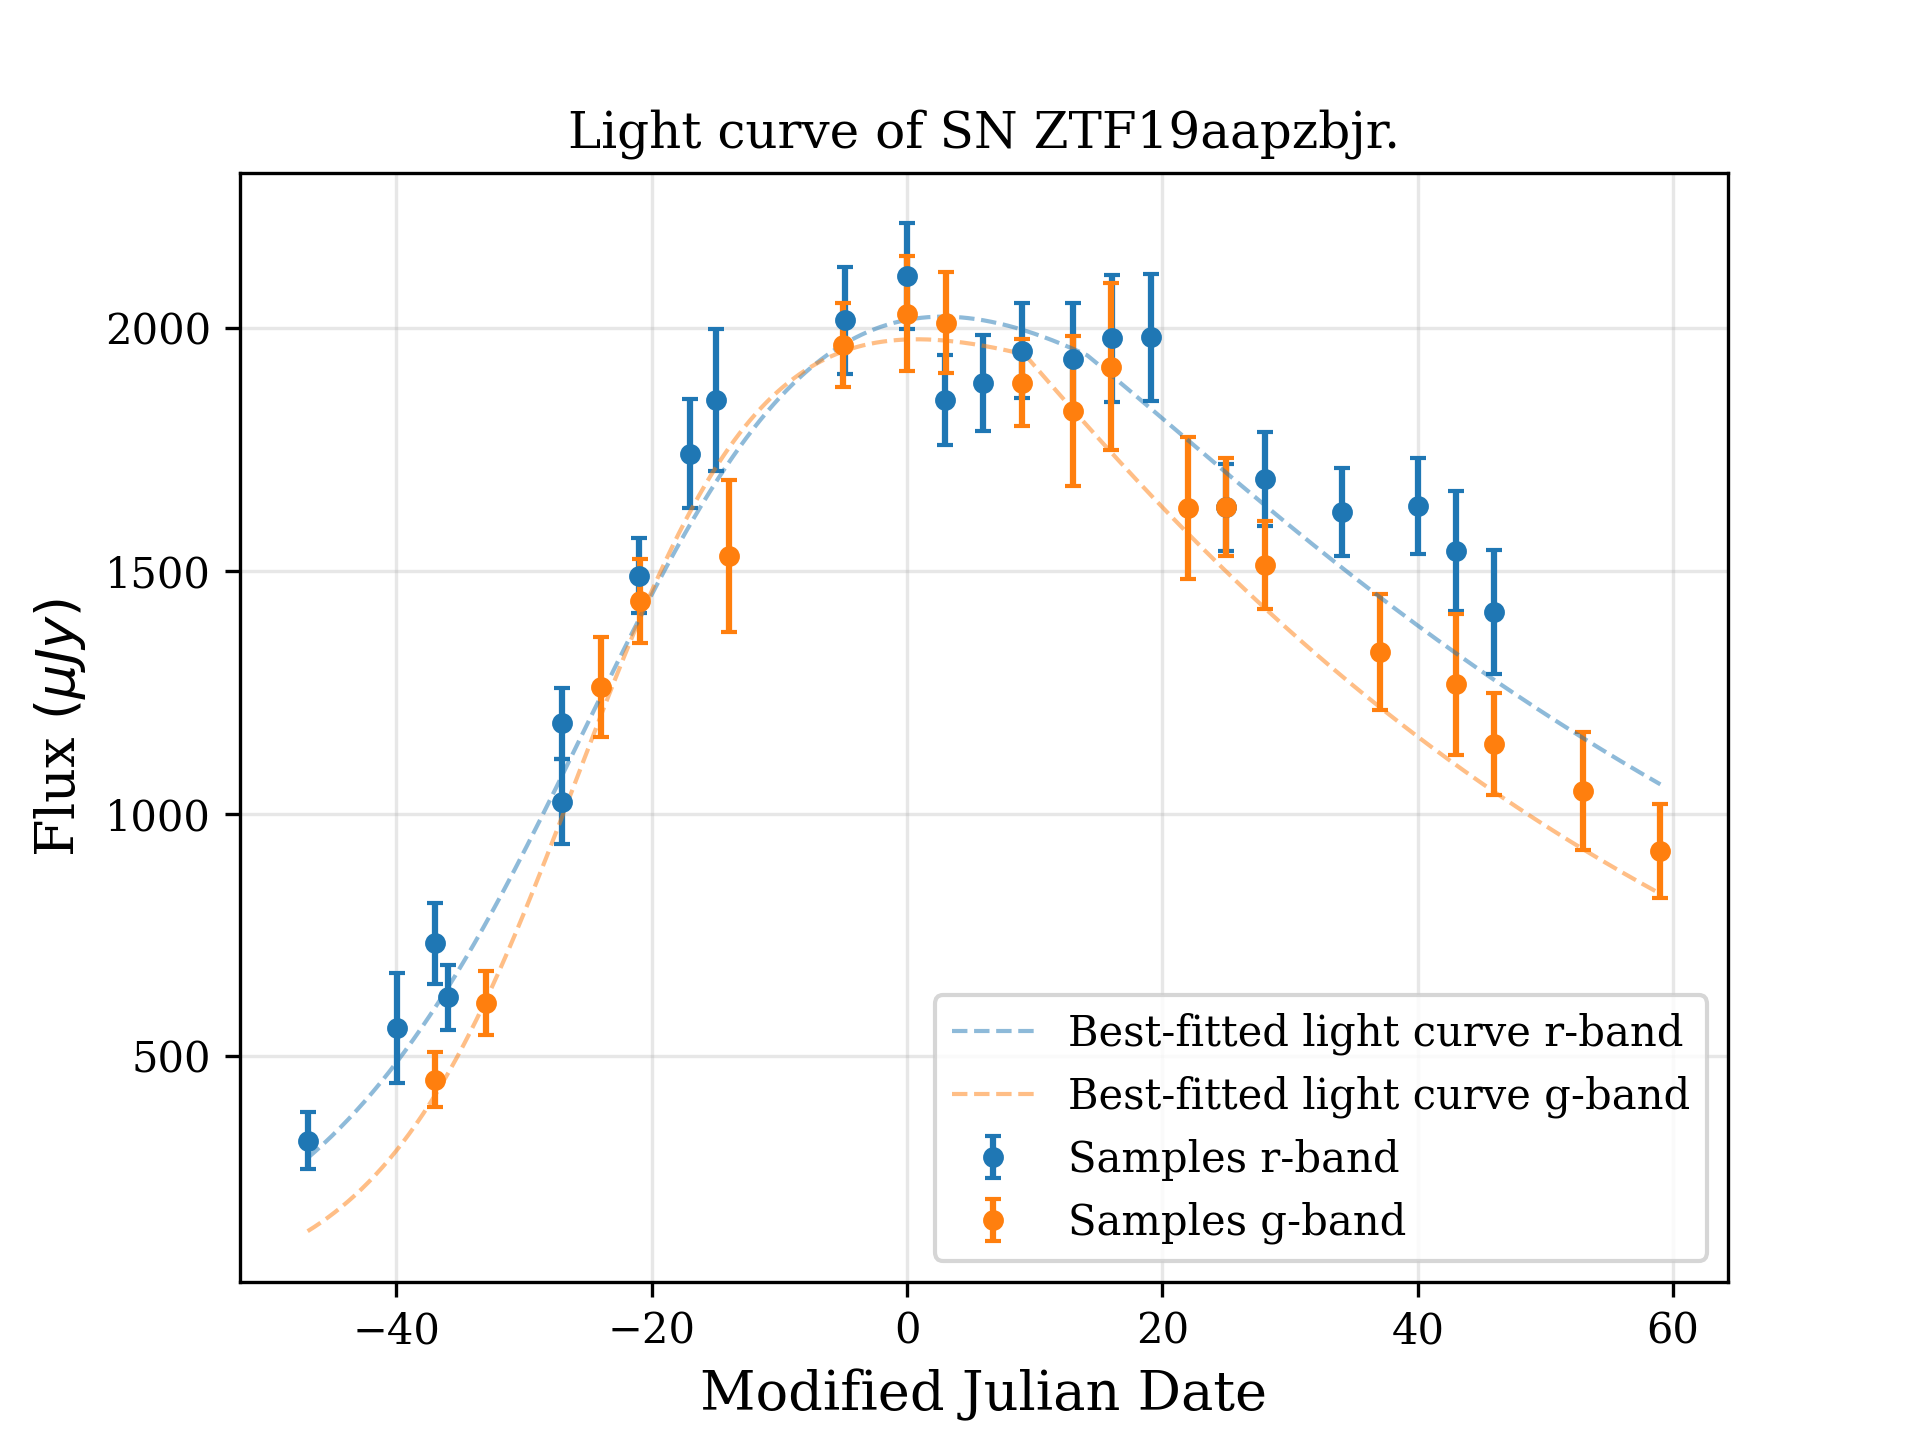 Light curve of SN ZTF19aapzbjr.
Flux (μJy)
2000
1500
1000
500
−40
−20
0
20
40
60
Modified Julian Date
Best-fitted light curve r-band
Best-fitted light curve g-band
Samples r-band
Samples g-band